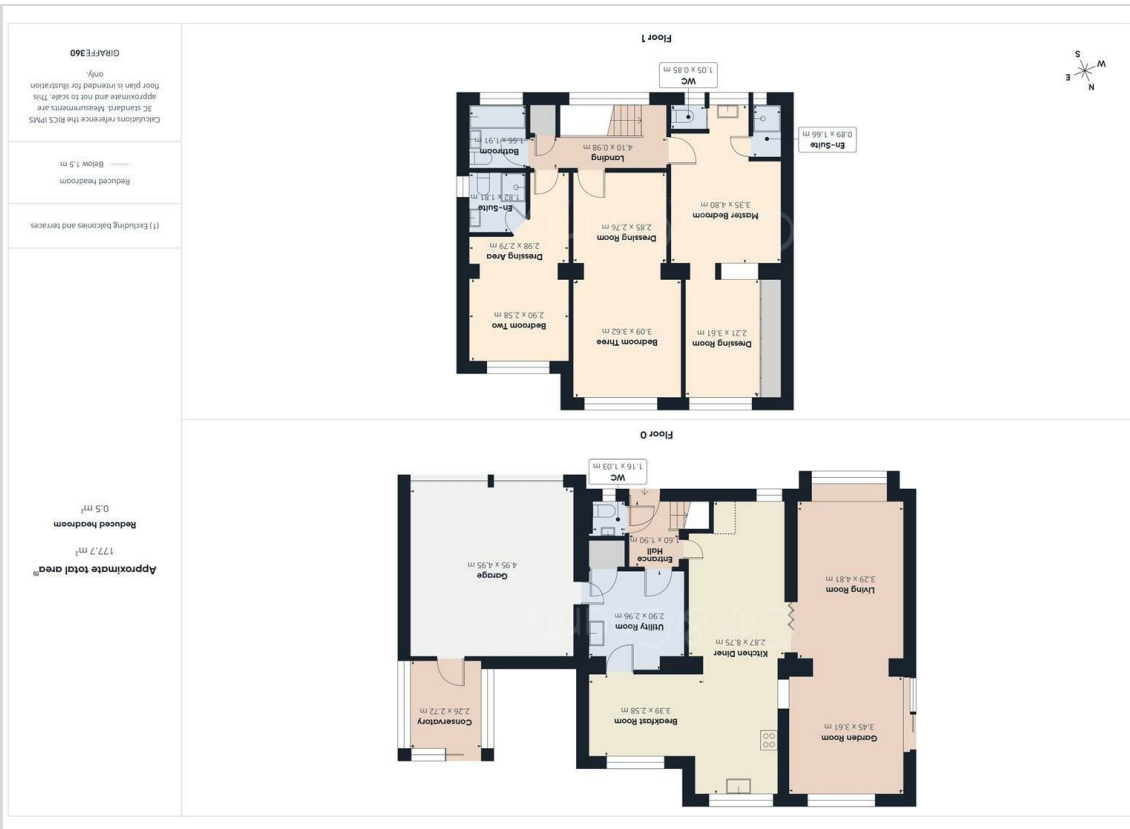 Approximate total area(1)
177.7 m²
Reduced headroom
0.5 m²
(1) Excluding balconies and terraces
Reduced headroom
Below 1.5 m
Calculations reference the RICS IPMS
3C standard. Measurements are
approximate and not to scale. This
floor plan is intended for illustration
only.
GIRAFFE360
Garden Room
3.45 x 3.61 m
Living Room
3.29 x 4.81 m
Kitchen Diner
2.87 x 8.75 m
Breakfast Room
3.39 x 2.58 m
Utility Room
2.90 x 2.96 m
Entrance
Hall
1.60 x 1.90 m
WC
1.16 x 1.03 m
Conservatory
2.26 x 2.72 m
Garage
4.95 x 4.95 m
Floor 0
Dressing Room
2.21 x 3.61 m
Bedroom Three
3.09 x 3.62 m
Bedroom Two
2.90 x 2.58 m
Dressing Area
2.98 x 2.79 m
Dressing Room
2.85 x 2.76 m
Master Bedroom
3.35 x 4.80 m
En-Suite
1.82 x 1.81 m
Landing
4.10 x 0.98 m
Bathroom
1.66 x 1.91 m
En-Suite
0.89 x 1.66 m
WC
1.05 x 0.85 m
Floor 1
N
E
W
S